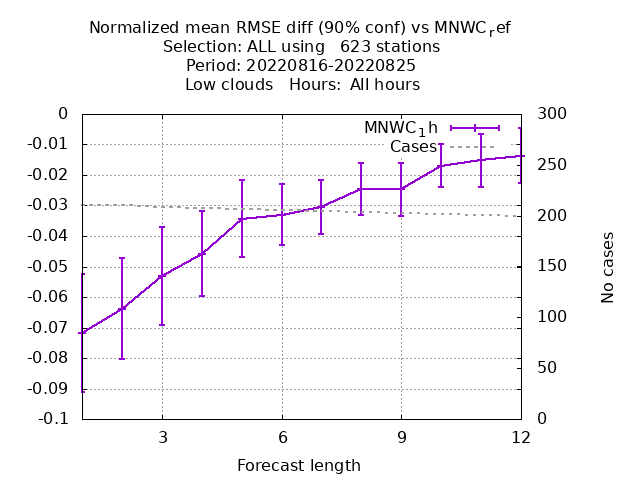 Normalized mean RMSE diff (90% conf) vs MNWC_ref
Selection: ALL using   623 stations
Period: 20220816-20220825
Low clouds   Hours:  All hours
0
-0.01
-0.02
-0.03
-0.04
-0.05
-0.06
-0.07
-0.08
-0.09
-0.1
MNWC_1h
Cases
300
250
200
150
100
50
0
No cases
3 6 9 12
Forecast length